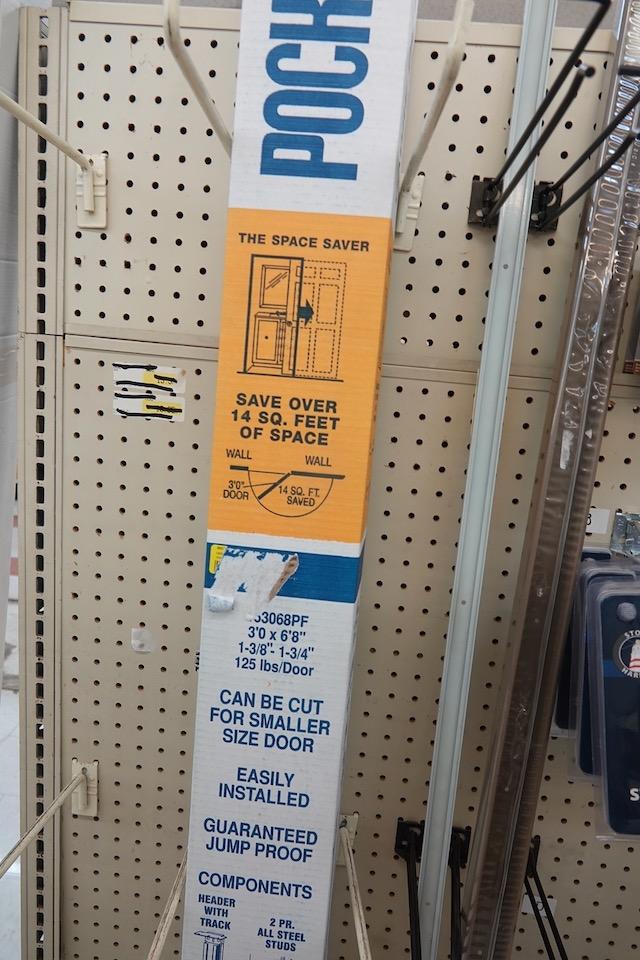 POCK
THE SPACE SAVER
SAVE OVER
14 SQ. FEET
OF SPACE
WALL WALL
3'0" DOOR
14 SQ. FT. SAVED
3068PF
3'0 x 6'8"
1-3/8"- 1-3/4"
125 lbs/Door
CAN BE CUT
FOR SMALLER
SIZE DOOR
EASILY
INSTALLED
GUARANTEED
JUMP PROOF
COMPONENTS
HEADER
WITH
TRACK
2 PR.
ALL STEEL
STUDS